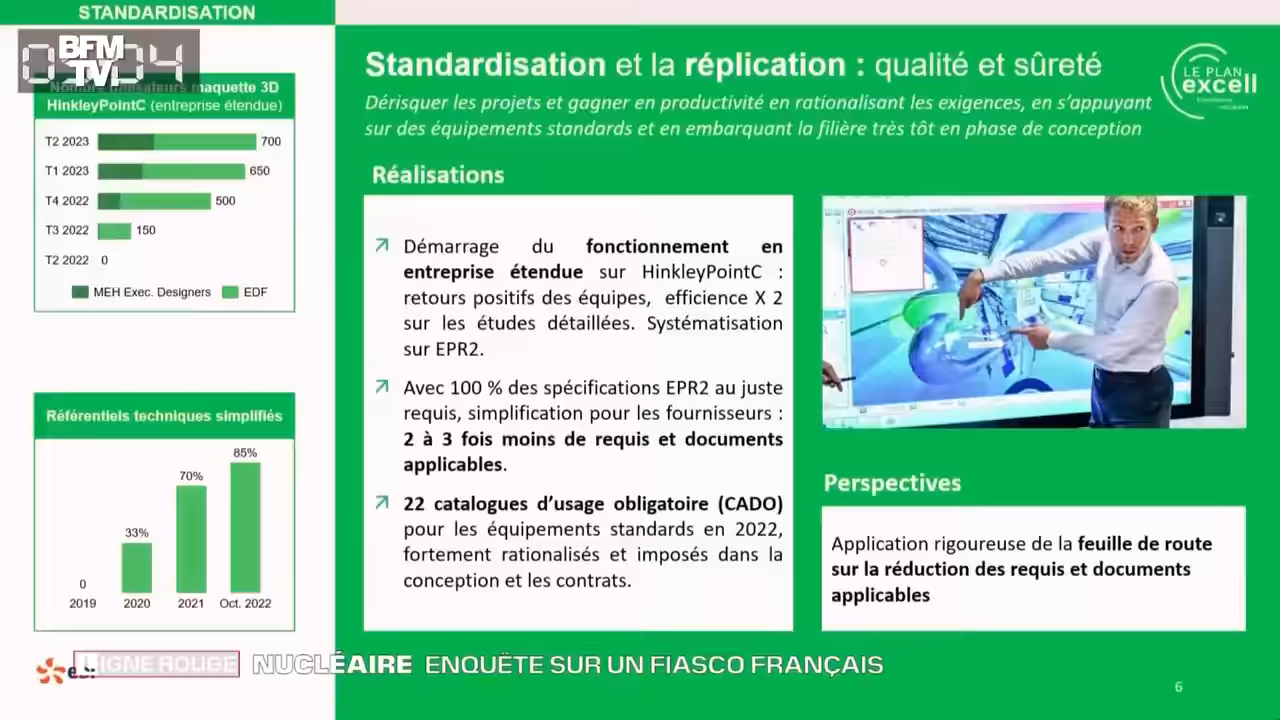 STANDARDISATION
BFM
TV
maquette 3D
HinkleyPointC (entreprise étendue)
T2 2023 700
T1 2023 650
T4 2022 500
T3 2022 150
T2 2022 0
MEH Exec. Designers EDF
Référentiels techniques simplifiés
85%
70%
33%
0
2019 2020 2021 Oct. 2022
Standardisation et la réplication : qualité et sûreté
Dérisquer les projets et gagner en productivité en rationalisant les exigences, en s’appuyant
sur des équipements standards et en embarquant la filière très tôt en phase de conception
LE PLAN
excell
Réalisations
Démarrage du fonctionnement en
entreprise étendue sur HinkleyPointC :
retours positifs des équipes, efficience X 2
sur les études détaillées. Systématisation
sur EPR2.
Avec 100 % des spécifications EPR2 au juste
requis, simplification pour les fournisseurs :
2 à 3 fois moins de requis et documents
applicables.
22 catalogues d’usage obligatoire (CADO)
pour les équipements standards en 2022,
fortement rationalisés et imposés dans la
conception et les contrats.
Perspectives
Application rigoureuse de la feuille de route
sur la réduction des requis et documents
applicables
LIGNE ROUGE NUCLÉAIRE ENQUÊTE SUR UN FIASCO FRANÇAIS
6